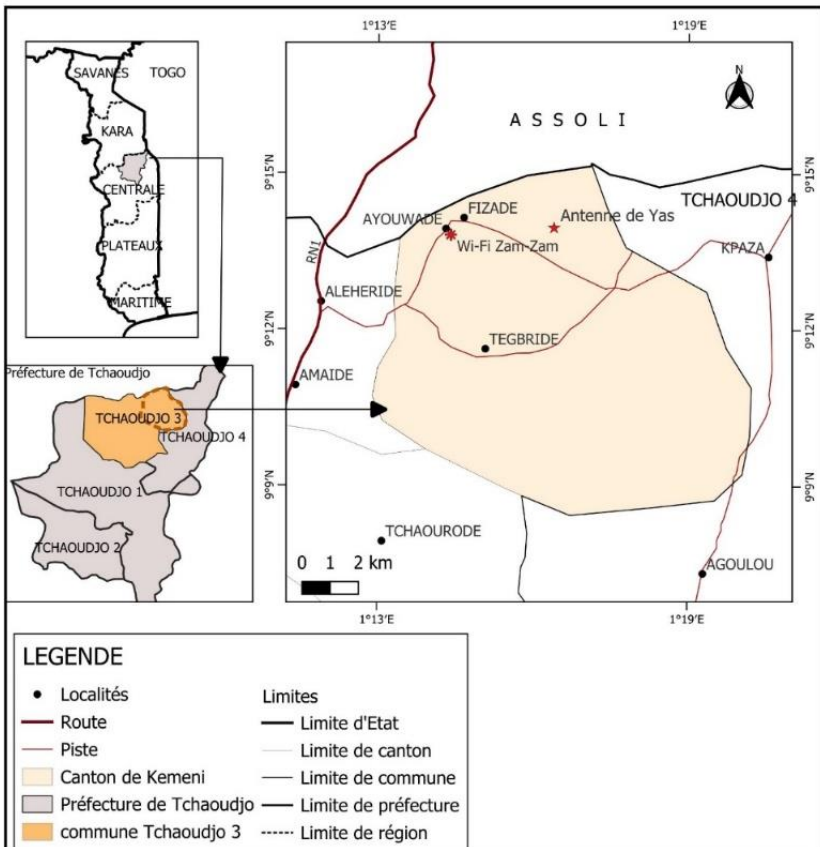 SAVANES
TOGO
KARA
CENTRALE
PLATEAUX
MARITIME
Préfecture de Tchaoudjo
TCHAOUDJO 3
TCHAOUDJO 4
TCHAOUDJO 1
TCHAOUDJO 2
1°13'E
1°19'E
N
ASSOLI
9°15'N
9°15'N
TCHAOUDJO 4
FIZADE
AYOUWADE
Antenne de Yas
Wi-Fi Zam-Zam
RN1
KPAZA
ALEHERIDE
9°12'N
9°12'N
TEGBRIDE
AMAIDE
9°9'N
9°9'N
TCHAOURODE
AGOULOU
0 1 2 km
1°13'E
1°19'E
LEGENDE
Localités
Route
Piste
Canton de Kemeni
Préfecture de Tchaoudjo
commune Tchaoudjo 3
Limites
Limite d'Etat
Limite de canton
Limite de commune
Limite de préfecture
Limite de région